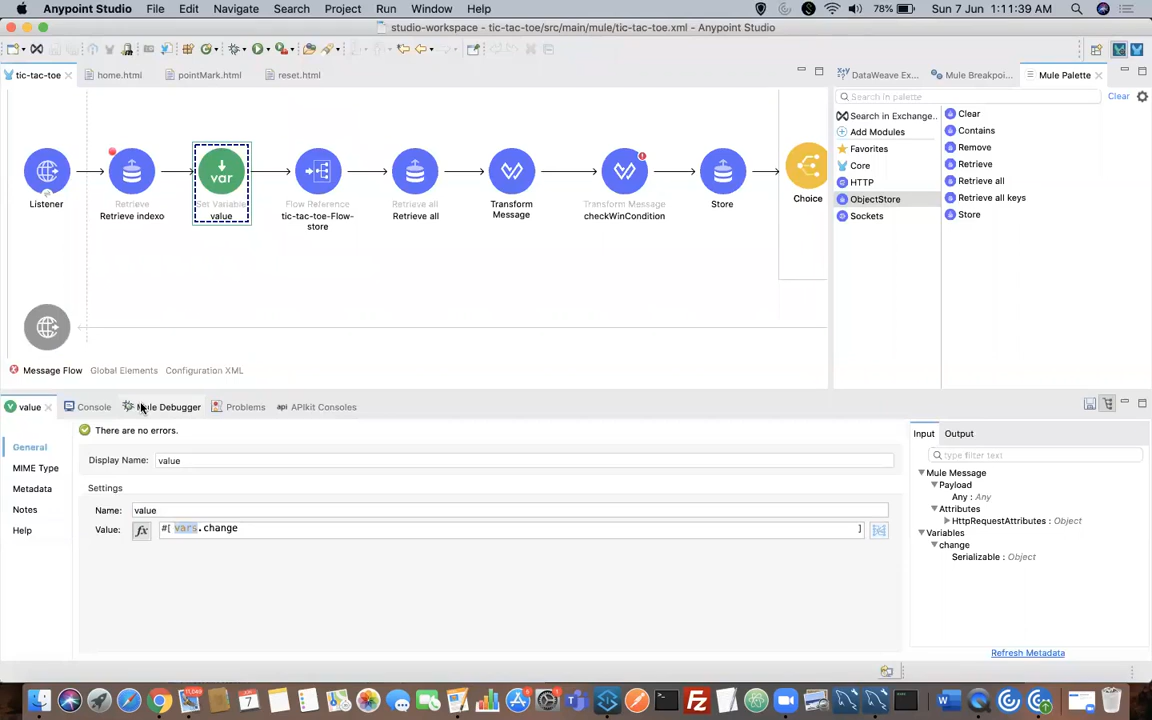 Anypoint Studio File Edit Navigate Search Project Run Window Help 78% Sun 7 Jun 1:11:39 AM
studio-workspace - tic-tac-toe/src/main/mule/tic-tac-toe.xml - Anypoint Studio
tic-tac-toe home.html pointMark.html reset.html
DataWeave Ex... Mule Breakpoi... Mule Palette
Search in palette Clear
Search in Exchange..
Add Modules
Favorites
Core
HTTP
ObjectStore
Sockets
Clear
Contains
Remove
Retrieve
Retrieve all
Retrieve all keys
Store
var
Listener
Retrieve
Retrieve indexo
Set Variable
value
Flow Reference
tic-tac-toe-Flow-
store
Retrieve all
Retrieve all
Transform
Message
Transform Message
checkWinCondition
Store
Choice
Message Flow Global Elements Configuration XML
value Console Mule Debugger Problems API APIkit Consoles
General
MIME Type
Metadata
Notes
Help
There are no errors.
Display Name: value
Settings
Name: value
Value: fx #[ vars.change ]
Input Output
type filter text
Mule Message
Payload
Any : Any
Attributes
HttpRequestAttributes : Object
Variables
change
Serializable : Object
Refresh Metadata